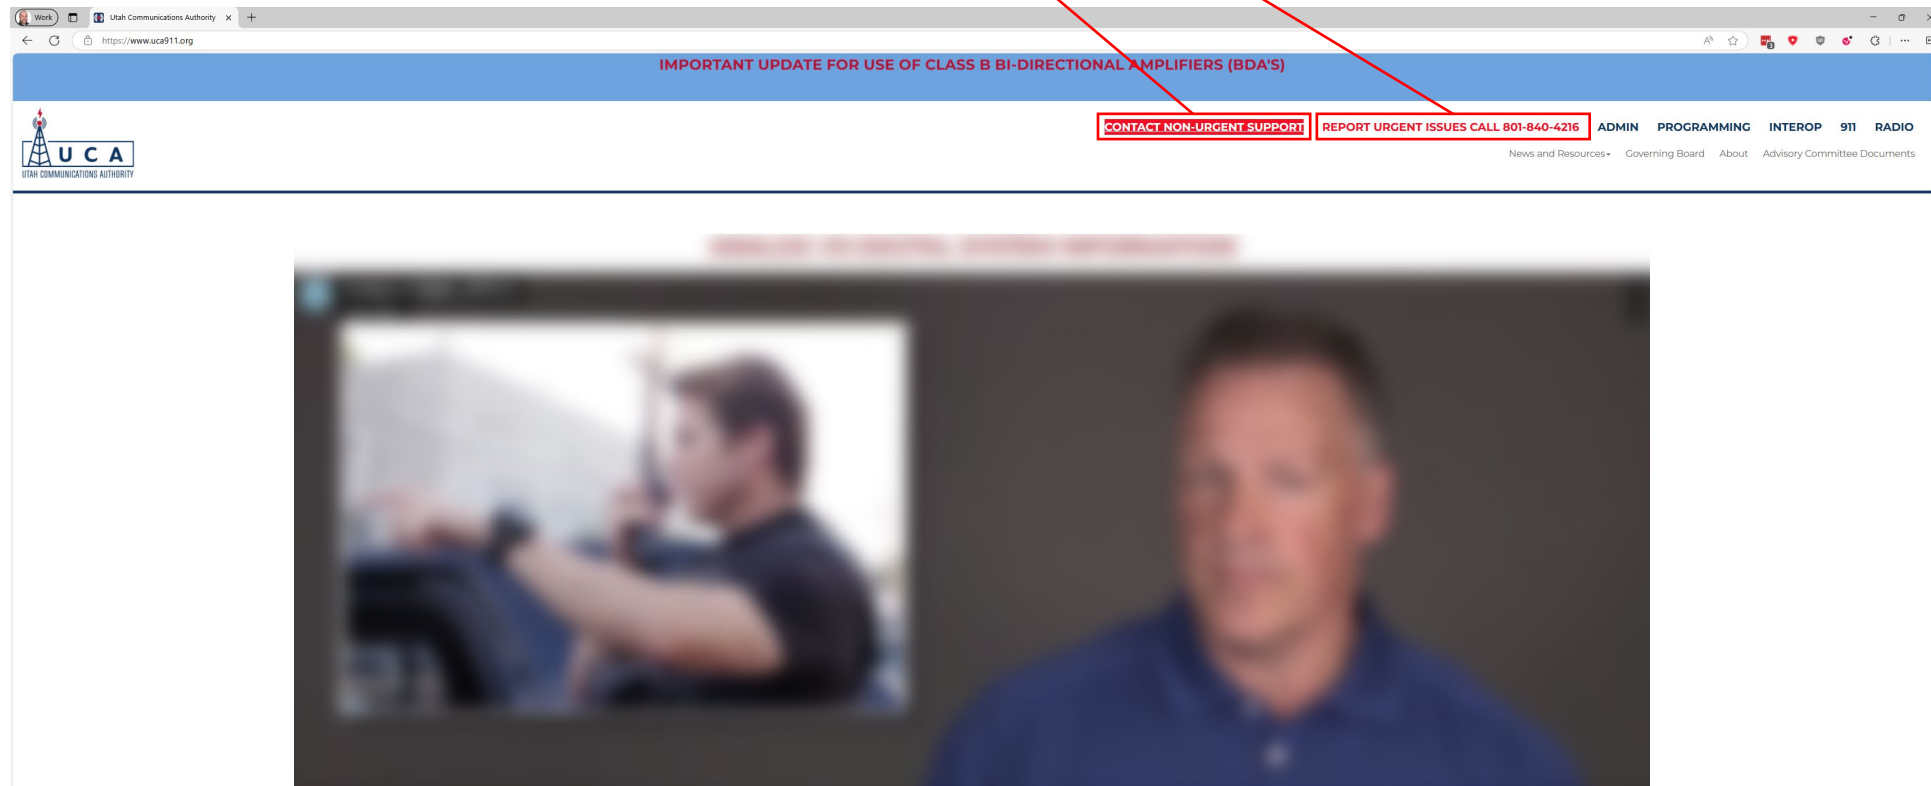 Work
Utah Communications Authority
https://www.uca911.org
3
IMPORTANT UPDATE FOR USE OF CLASS B BI-DIRECTIONAL AMPLIFIERS (BDA'S)
UCA
UTAH COMMUNICATIONS AUTHORITY
CONTACT NON-URGENT SUPPORT REPORT URGENT ISSUES CALL 801-840-4216 ADMIN PROGRAMMING INTEROP 911 RADIO
News and Resources Governing Board About Advisory Committee Documents